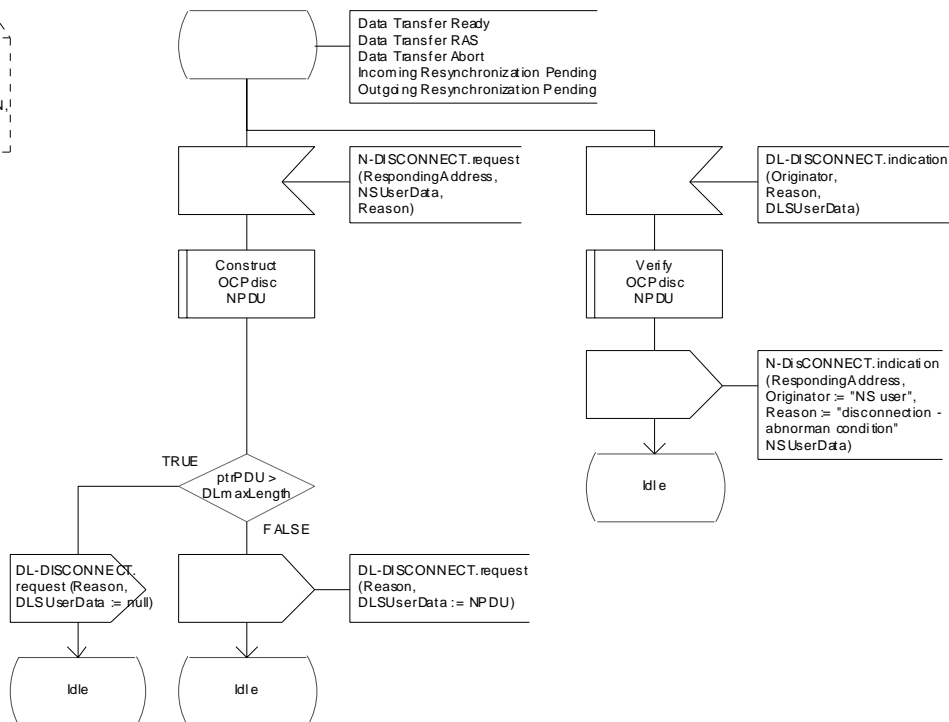 Data Transfer Ready
Data Transfer RAS
Data Transfer Abort
Incoming Resynchronization Pending
Outgoing Resynchronization Pending
N-DISCONNECT.request
(RespondingAddress,
NSUserData,
Reason)
DL-DISCONNECT.indication
(Originator,
Reason,
DLSUserData)
Construct
OCPdisc
NPDU
Verify
OCPdisc
NPDU
N-DisCONNECT.indication
(RespondingAddress,
Originator := "NS user",
Reason := "disconnection -
abnorman condition"
NSUserData)
Idle
TRUE
ptrPDU >
DLmaxLength
FALSE
DL-DISCONNECT.
request (Reason,
DLSUserData := null)
DL-DISCONNECT.request
(Reason,
DLSUserData := NPDU)
Idle
Idle